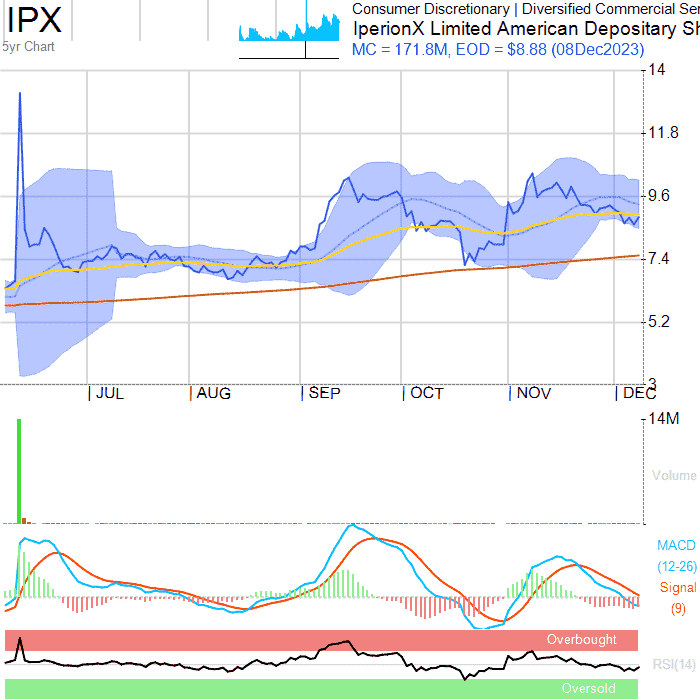 IPX
5yr Chart
Consumer Discretionary | Diversified Commercial Ser
IperionX Limited American Depositary Sh
MC = 171.8M, EOD = $8.88 (08Dec2023)
14
11.8
9.6
7.4
5.2
3
JUL
AUG
SEP
OCT
NOV
DEC
14M
Volume
MACD
(12-26)
Signal
(9)
Overbought
RSI(14)
Oversold